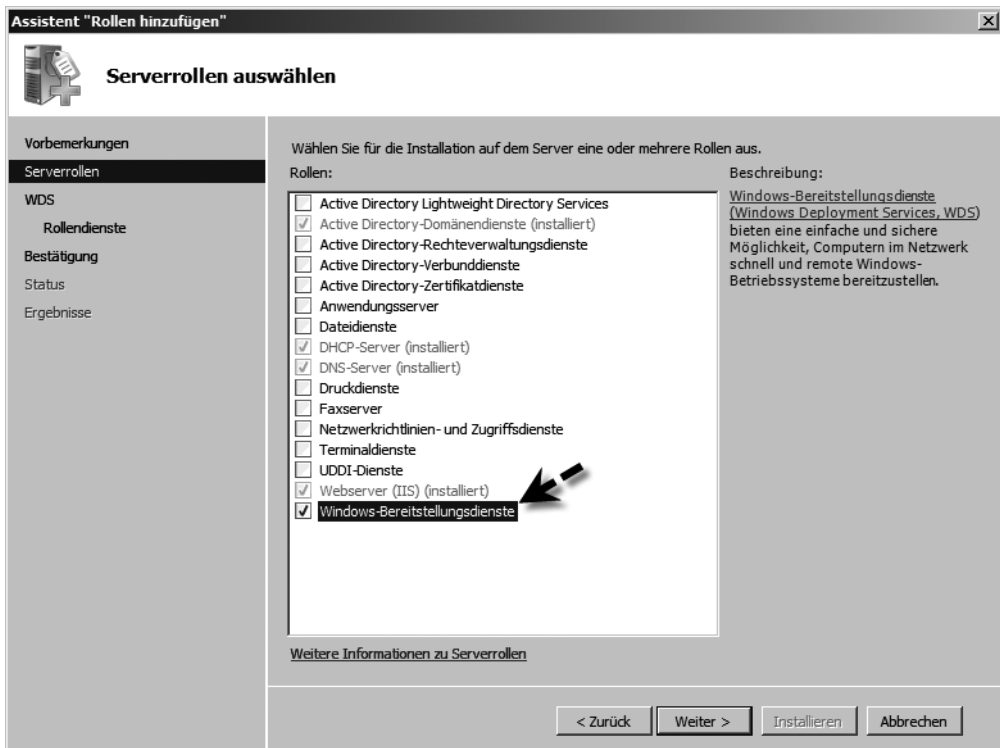 Assistent "Rollen hinzufügen"
Serverrollen auswählen
Vorbemerkungen
Serverrollen
WDS
Rollendienste
Bestätigung
Status
Ergebnisse
Wählen Sie für die Installation auf dem Server eine oder mehrere Rollen aus.
Rollen:
Active Directory Lightweight Directory Services
Active Directory-Domänendienste (installiert)
Active Directory-Rechteverwaltungsdienste
Active Directory-Verbunddienste
Active Directory-Zertifikatdienste
Anwendungsserver
Dateidienste
DHCP-Server (installiert)
DNS-Server (installiert)
Druckdienste
Faxserver
Netzwerkrichtlinien- und Zugriffsdienste
Terminaldienste
UDDI-Dienste
Webserver (IIS) (installiert)
Windows-Bereitstellungsdienste
Weitere Informationen zu Serverrollen
Beschreibung:
Windows-Bereitstellungsdienste
(Windows Deployment Services, WDS)
bieten eine einfache und sichere
Möglichkeit, Computern im Netzwerk
schnell und remote Windows-
Betriebssysteme bereitzustellen.
< Zurück
Weiter >
Installieren
Abbrechen